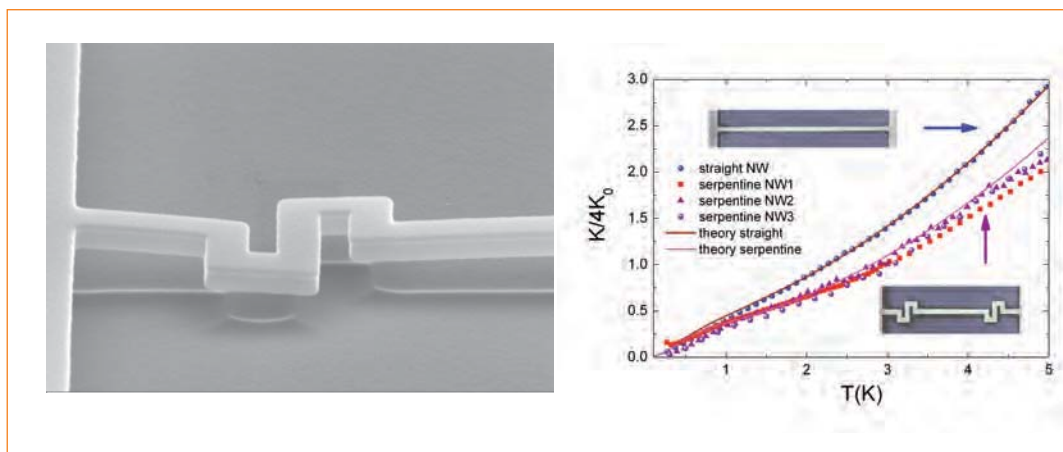 3.0
2.5
2.0
1.5
1.0
0.5
0.0
K/4K₀
straight NW
serpentine NW1
serpentine NW2
serpentine NW3
theory straight
theory serpentine
1 2 3 4 5
T(K)